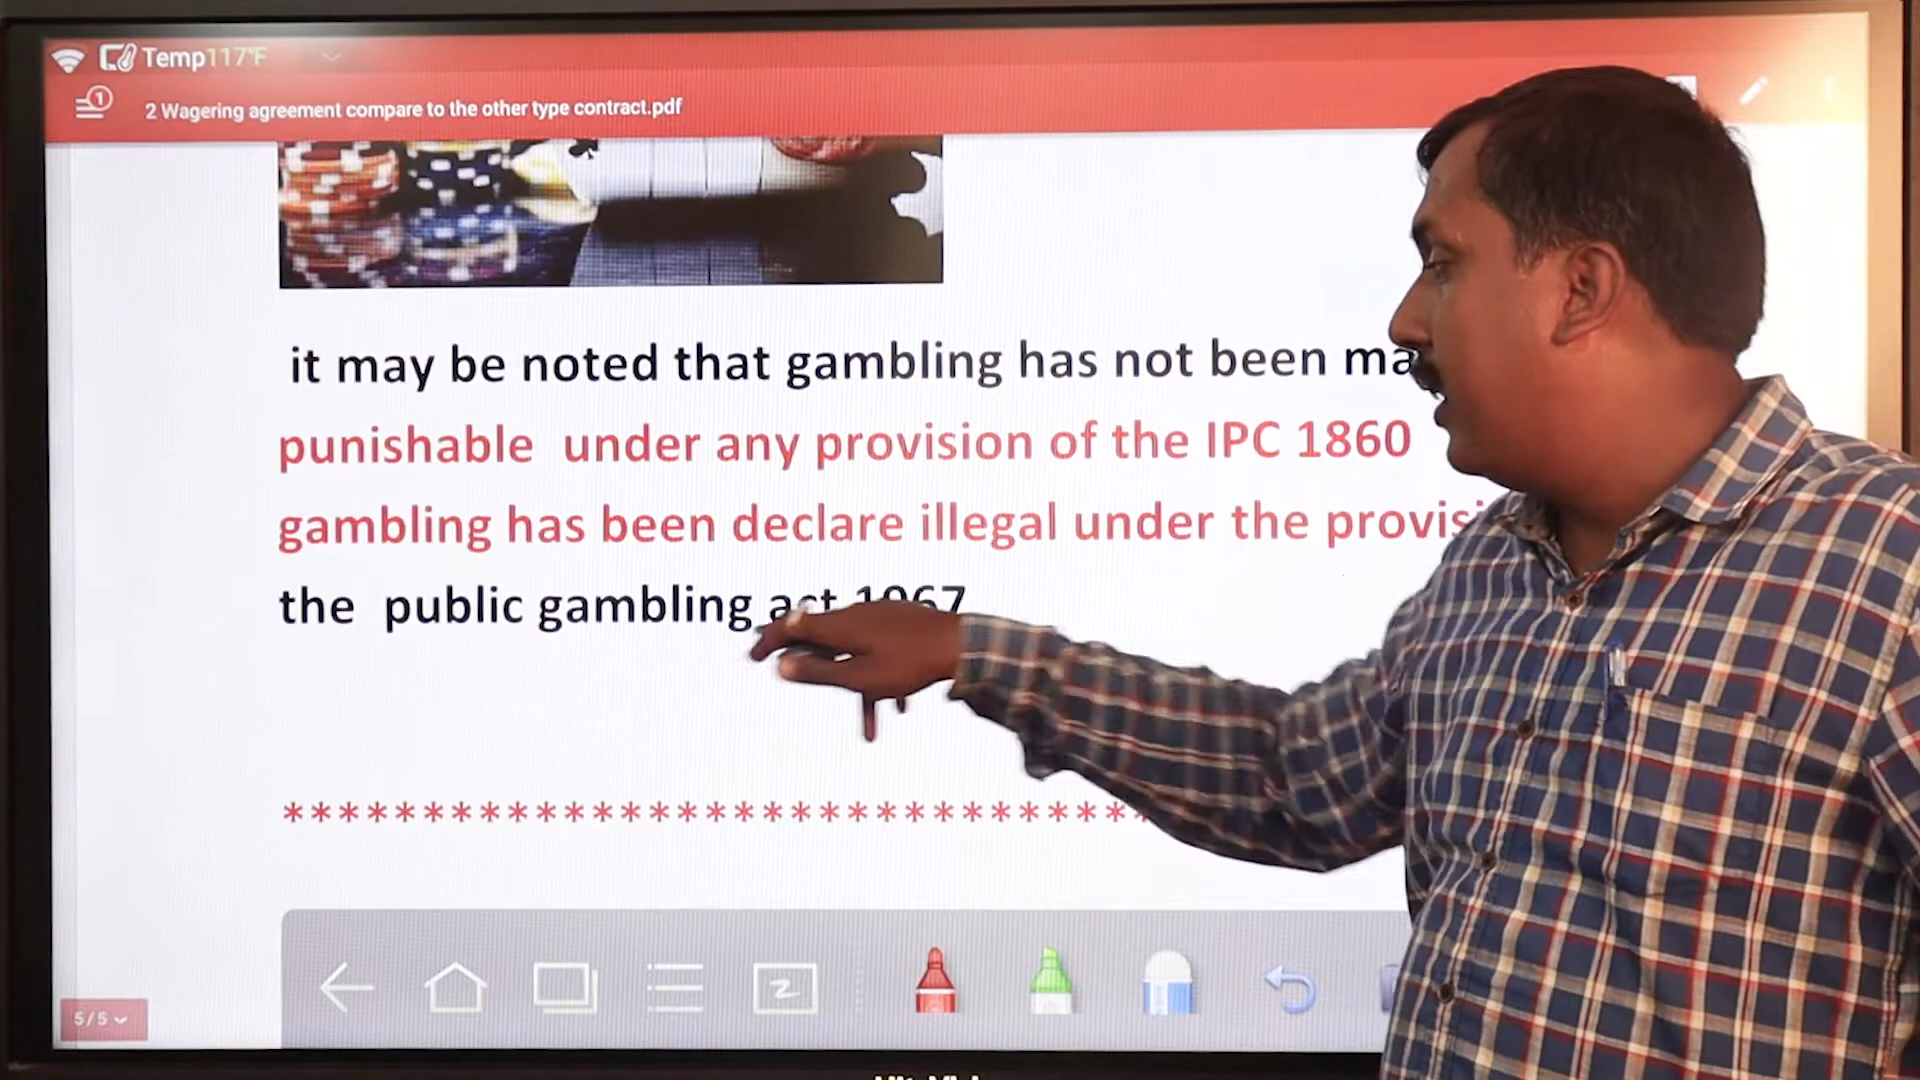 Temp117°F
1
2 Wagering agreement compare to the other type contract.pdf
it may be noted that gambling has not been
punishable under any provision of the IPC 1860
gambling has been declare illegal under the
the public gambling act
******************************
5/5